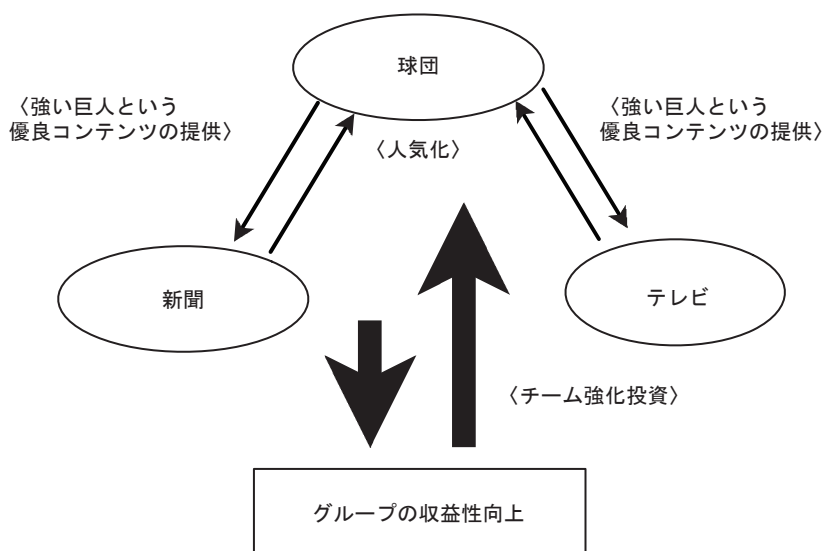 球団
〈強い巨人という
優良コンテンツの提供〉
〈強い巨人という
優良コンテンツの提供〉
〈人気化〉
新聞
テレビ
〈チーム強化投資〉
グループの収益性向上